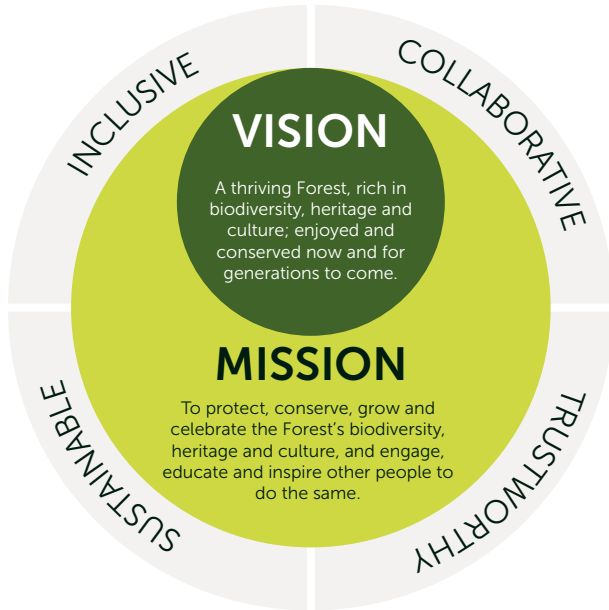 INCLUSIVE
COLLABORATIVE
VISION
A thriving Forest, rich in
biodiversity, heritage and
culture; enjoyed and
conserved now and for
generations to come.
MISSION
To protect, conserve, grow and
celebrate the Forest’s biodiversity,
heritage and culture, and engage,
educate and inspire other people to
do the same.
SUSTAINABLE
TRUSTWORTHY